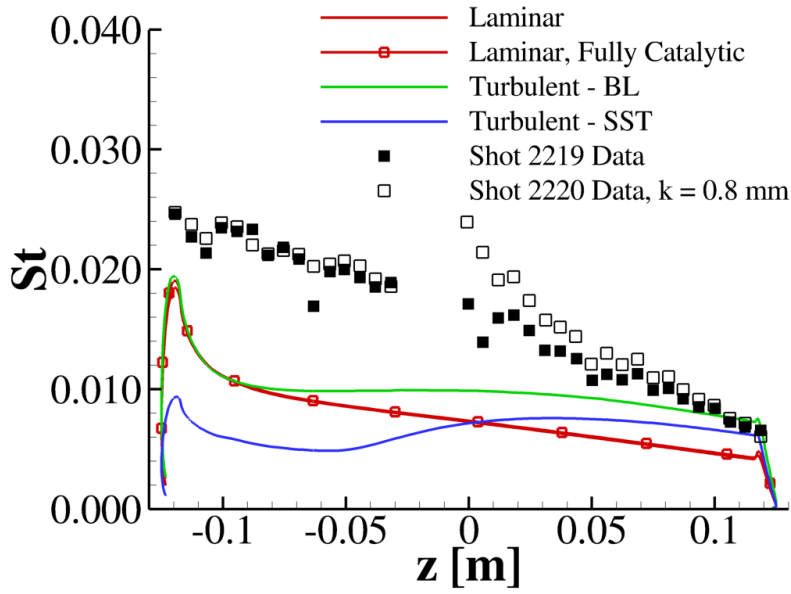 Laminar
Laminar, Fully Catalytic
Turbulent - BL
Turbulent - SST
Shot 2219 Data
Shot 2220 Data, k = 0.8 mm
0.040
0.030
0.020
0.010
0.000
St
-0.1
-0.05
0
0.05
0.1
z [m]